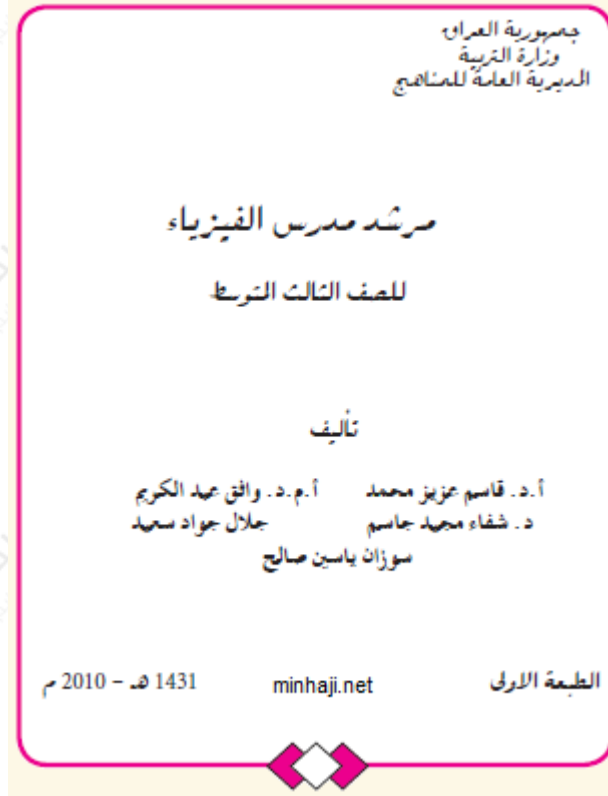 جمهورية العراق
وزارة التربية
المديرية العامة للمناهج
مرشد مدرس الفيزياء
للصف الثالث المتوسط
تأليف
أ.د. قاسم عزيز محمد أ.م.د. وافق عبد الكريم
د. شفاء مجيد جاسم جلال جواد سعيد
سوزان ياسين صالح
الطبعة الاولى minhaji.net 1431 هـ – 2010 م